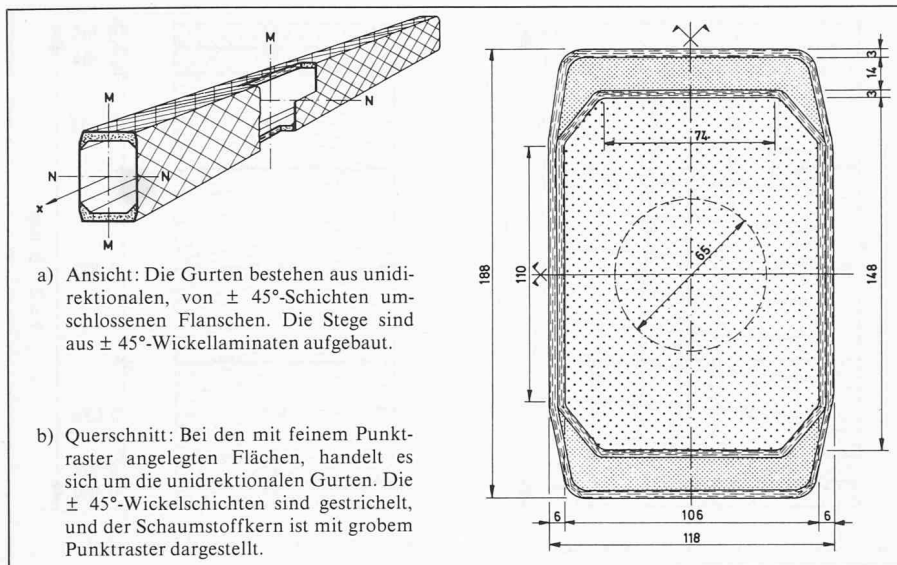 M
M
N
N
N
x
M
M
a) Ansicht: Die Gurten bestehen aus unidi-
rektionalen, von ± 45°-Schichten um-
schlossenen Flanschen. Die Stege sind
aus ± 45°-Wickellaminaten aufgebaut.
b) Querschnitt: Bei den mit feinem Punkt-
raster angelegten Flächen, handelt es
sich um die unidrektionalen Gurten. Die
± 45°-Wickelschichten sind gestrichelt,
und der Schaumstoffkern ist mit grobem
Punktraster dargestellt.
3
14
3
74
65
188
110
148
6
106
6
118